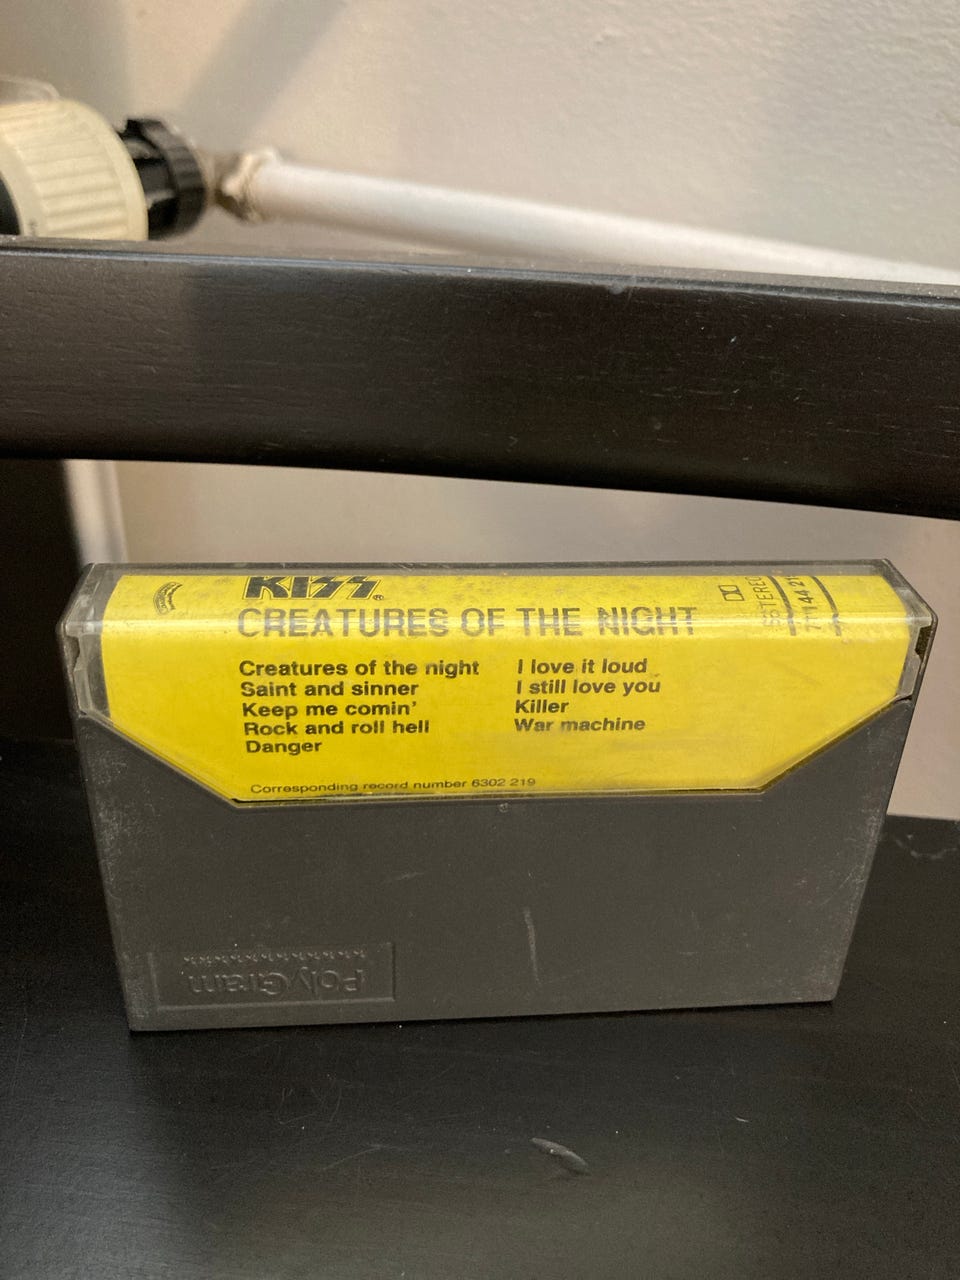 KISS
CREATURES OF THE NIGHT
STEREO
Creatures of the night
Saint and sinner
Keep me comin'
Rock and roll hell
Danger
I love it loud
I still love you
Killer
War machine
Corresponding record number 6302 219
PolyGram